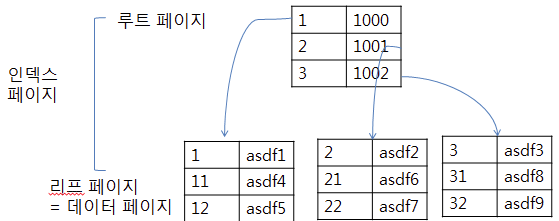 루트 페이지
1 1000
2 1001
3 1002
인덱스
페이지
리프 페이지
= 데이터 페이지
1 asdf1
11 asdf4
12 asdf5
2 asdf2
21 asdf6
22 asdf7
3 asdf3
31 asdf8
32 asdf9